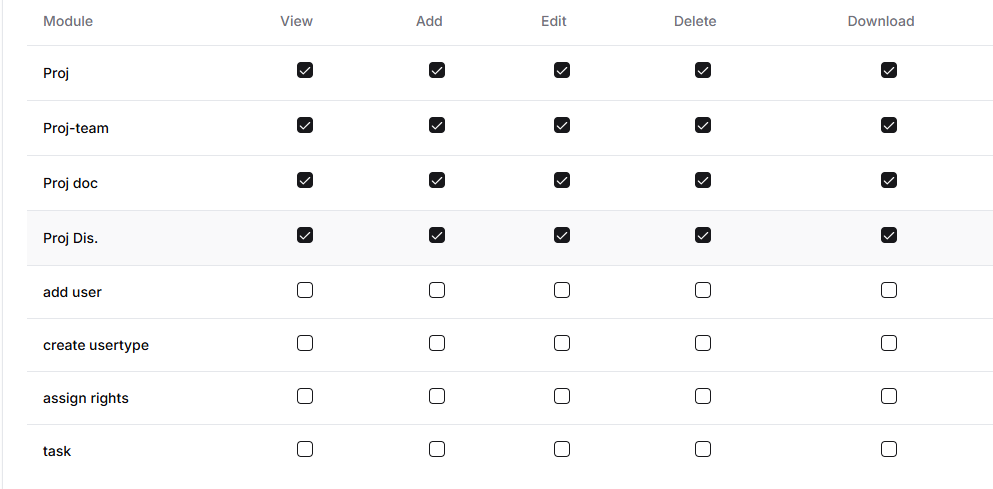 Module View Add Edit Delete Download
Proj
Proj-team
Proj doc
Proj Dis.
add user
create usertype
assign rights
task